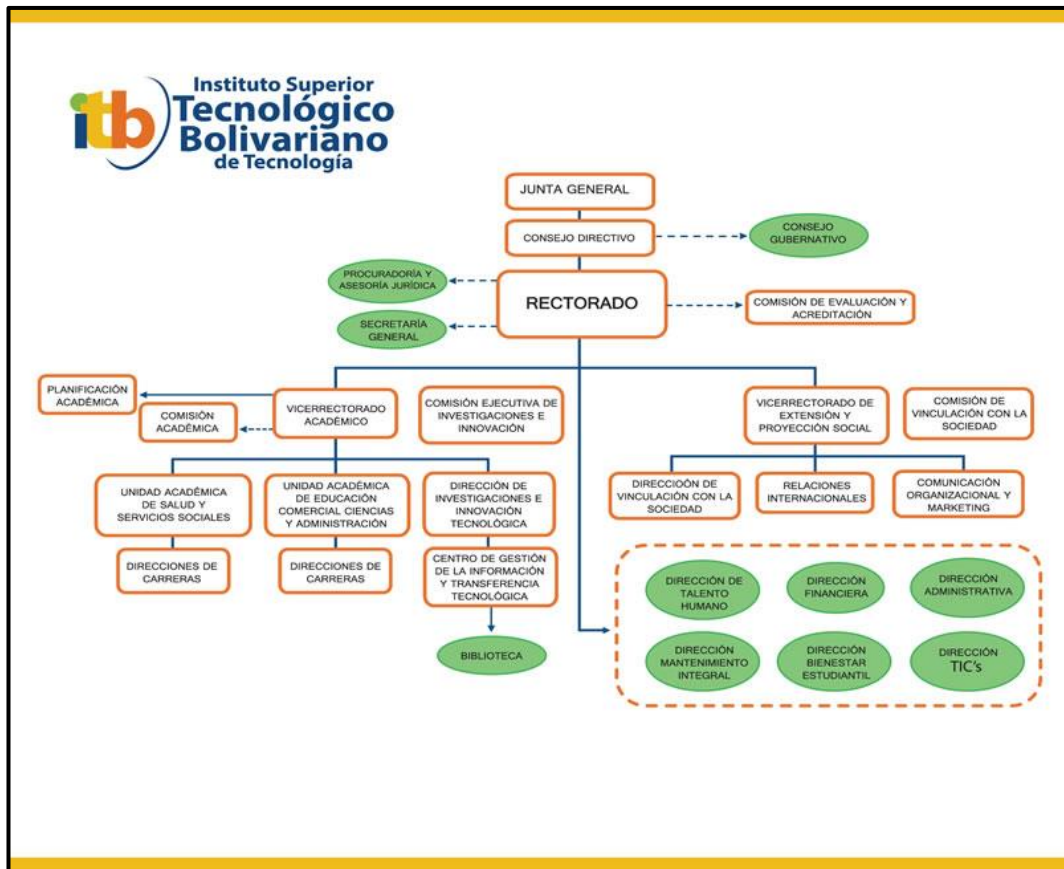 itb
Instituto Superior
Tecnológico
Bolivariano
de Tecnología
JUNTA GENERAL
CONSEJO DIRECTIVO
CONSEJO
GUBERNATIVO
PROCURADORÍA Y
ASESORÍA JURÍDICA
RECTORADO
COMISIÓN DE EVALUACIÓN Y
ACREDITACIÓN
SECRETARÍA
GENERAL
PLANIFICACIÓN
ACADÉMICA
COMISIÓN
ACADÉMICA
VICERRECTORADO
ACADÉMICO
COMISIÓN EJECUTIVA DE
INVESTIGACIONES E
INNOVACIÓN
VICERRECTORADO DE
EXTENSIÓN Y
PROYECCIÓN SOCIAL
COMISIÓN DE
VINCULACIÓN CON LA
SOCIEDAD
UNIDAD ACADÉMICA
DE SALUD Y
SERVICIOS SOCIALES
UNIDAD ACADÉMICA
DE EDUCACIÓN
COMERCIAL CIENCIAS
Y ADMINISTRACIÓN
DIRECCIÓN DE
INVESTIGACIONES E
INNOVACIÓN
TECNOLÓGICA
DIRECCIOÓN DE
VINCULACIÓN CON LA
SOCIEDAD
RELACIONES
INTERNACIONALES
COMUNICACIÓN
ORGANIZACIONAL Y
MARKETING
DIRECCIONES DE
CARRERAS
DIRECCIONES DE
CARRERAS
CENTRO DE GESTIÓN
DE LA INFORMACIÓN
Y TRANSFERENCIA
TECNOLÓGICA
BIBLIOTECA
DIRECCIÓN DE
TALENTO
HUMANO
DIRECCIÓN
FINANCIERA
DIRECCIÓN
ADMINISTRATIVA
DIRECCIÓN
MANTENIMIENTO
INTEGRAL
DIRECCIÓN
BIENESTAR
ESTUDIANTIL
DIRECCIÓN
TIC's